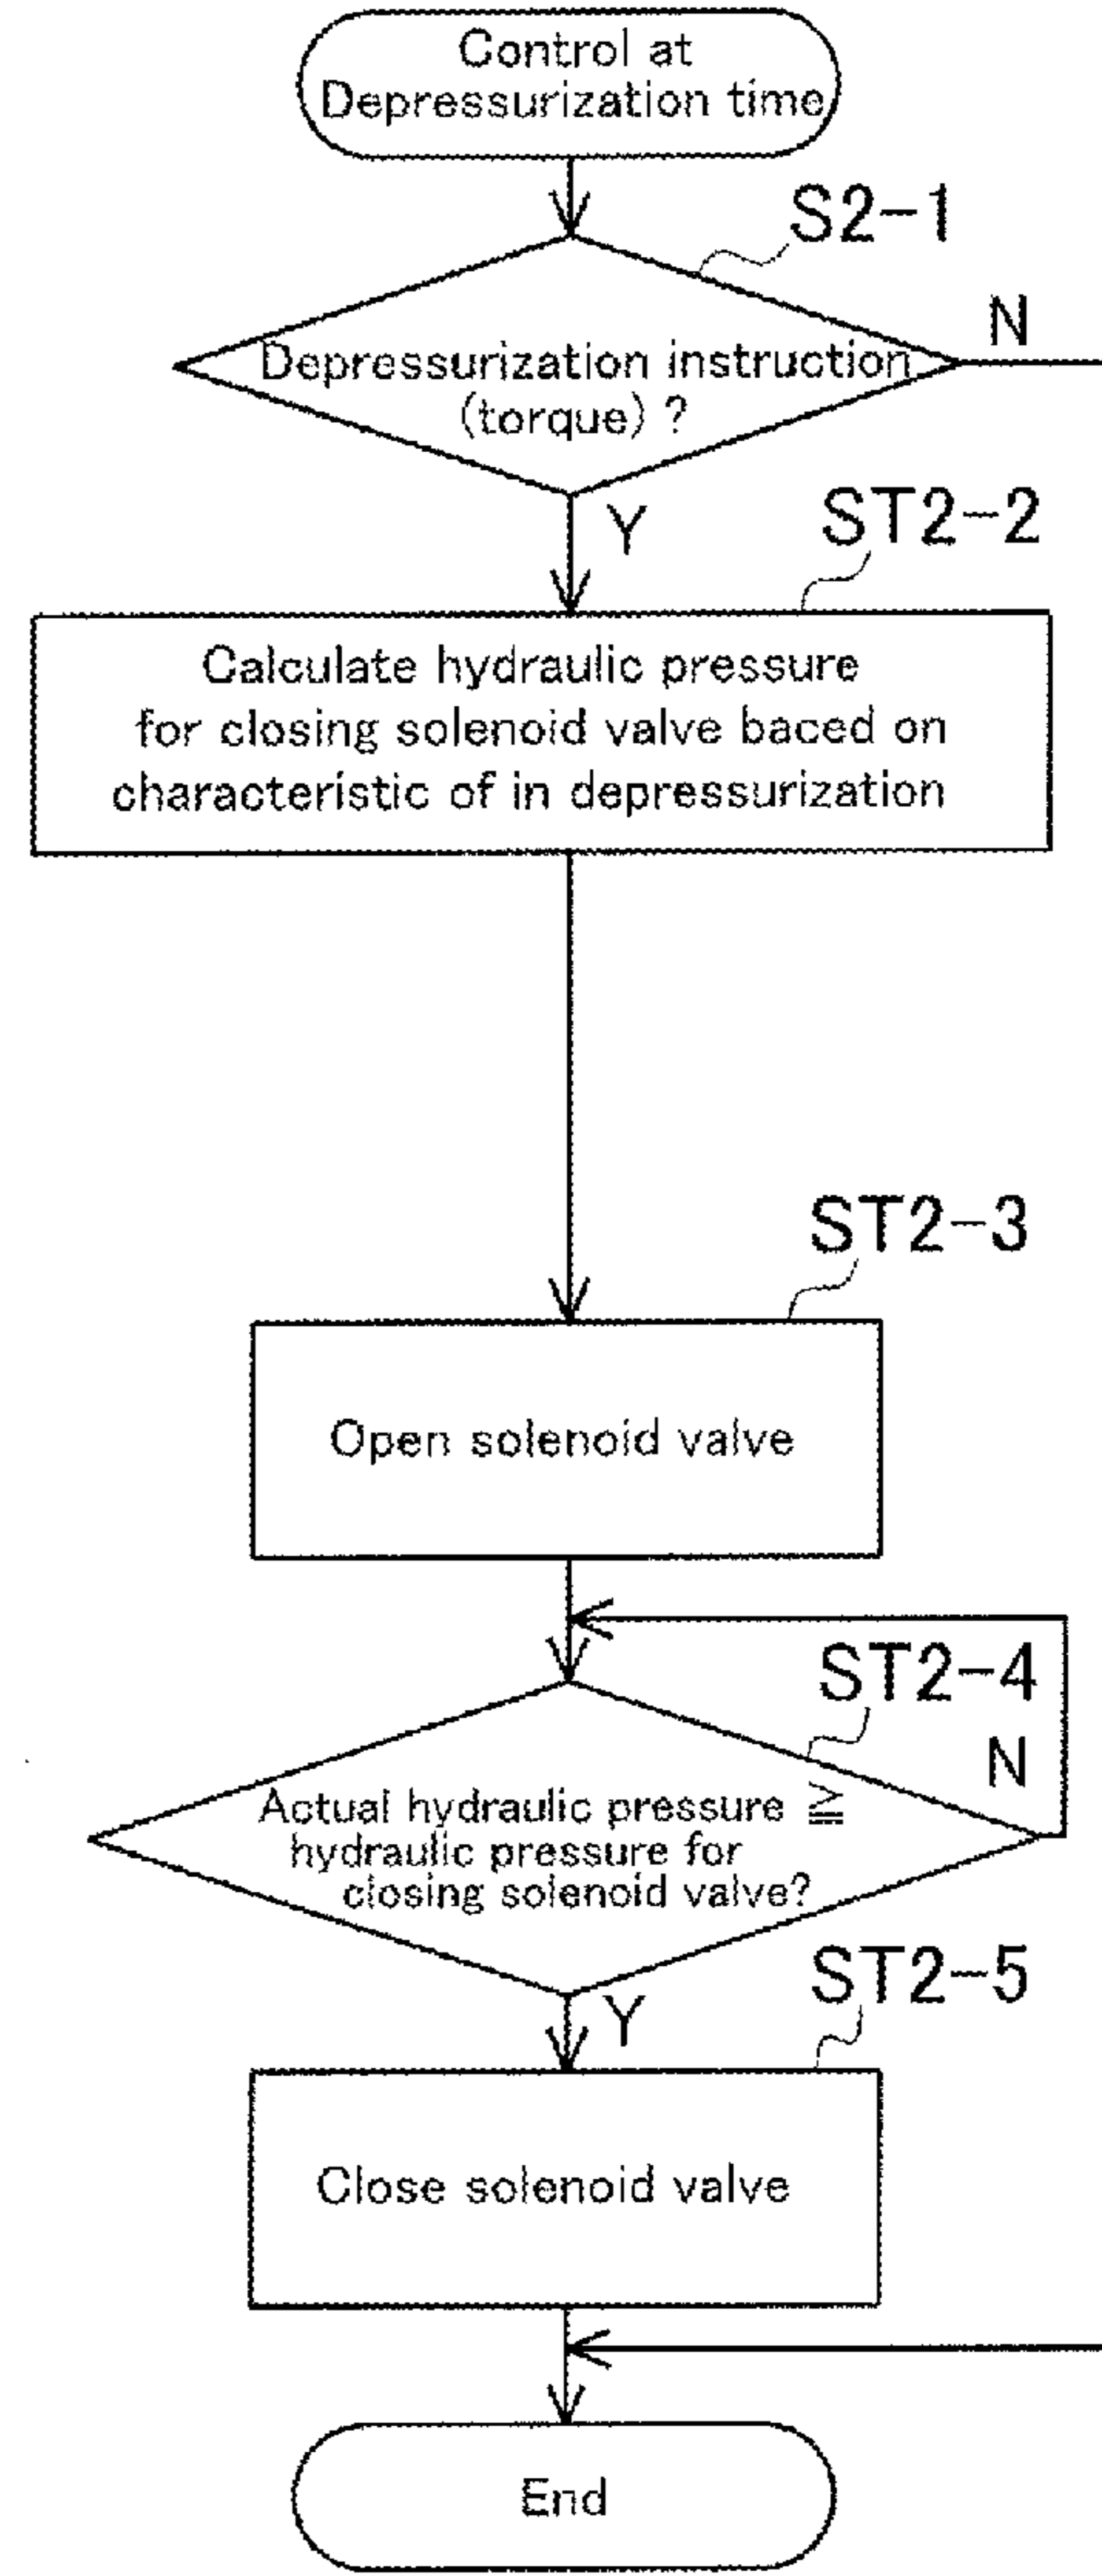 Control at
Depressurization time
S2-1
N
Depressurization instruction
(torque) ?
Y
ST2-2
Calculate hydraulic pressure
for closing solenoid valve baced on
characteristic of in depressurization
ST2-3
Open solenoid valve
ST2-4
N
Actual hydraulic pressure ≧
hydraulic pressure for
closing solenoid valve?
Y
ST2-5
Close solenoid valve
End